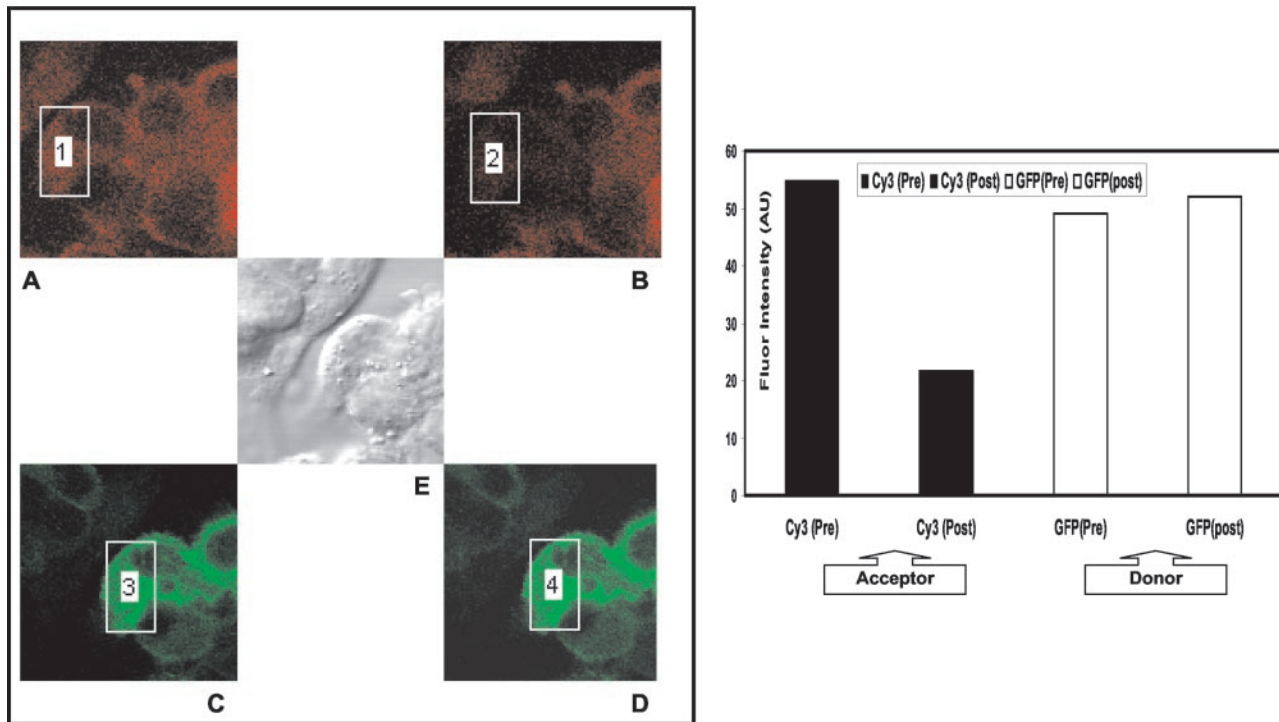 1
2
A
B
E
3
4
C
D
60
50
40
30
20
10
0
Fluor Intensity (AU)
Cy3 (Pre) Cy3 (Post) GFP(Pre) GFP(post)
Cy3 (Pre) Cy3 (Post) GFP(Pre) GFP(post)
Acceptor Donor